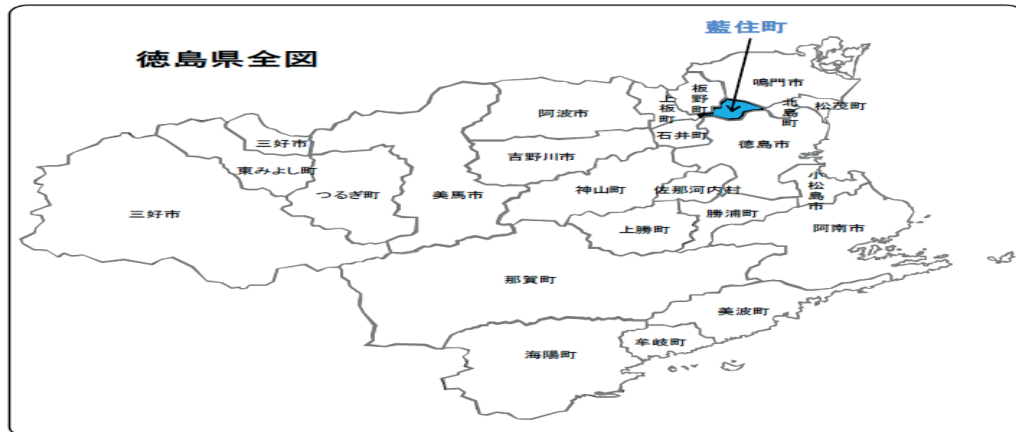 藍住町
徳島県全図
鳴門市
板野町
上板町
阿波市
北島町
松茂町
石井町
徳島市
三好市
吉野川市
東みよし町
つるぎ町
美馬市
神山町
佐那河内村
小松島市
三好市
勝浦町
上勝町
阿南市
那賀町
美波町
牟岐町
海陽町